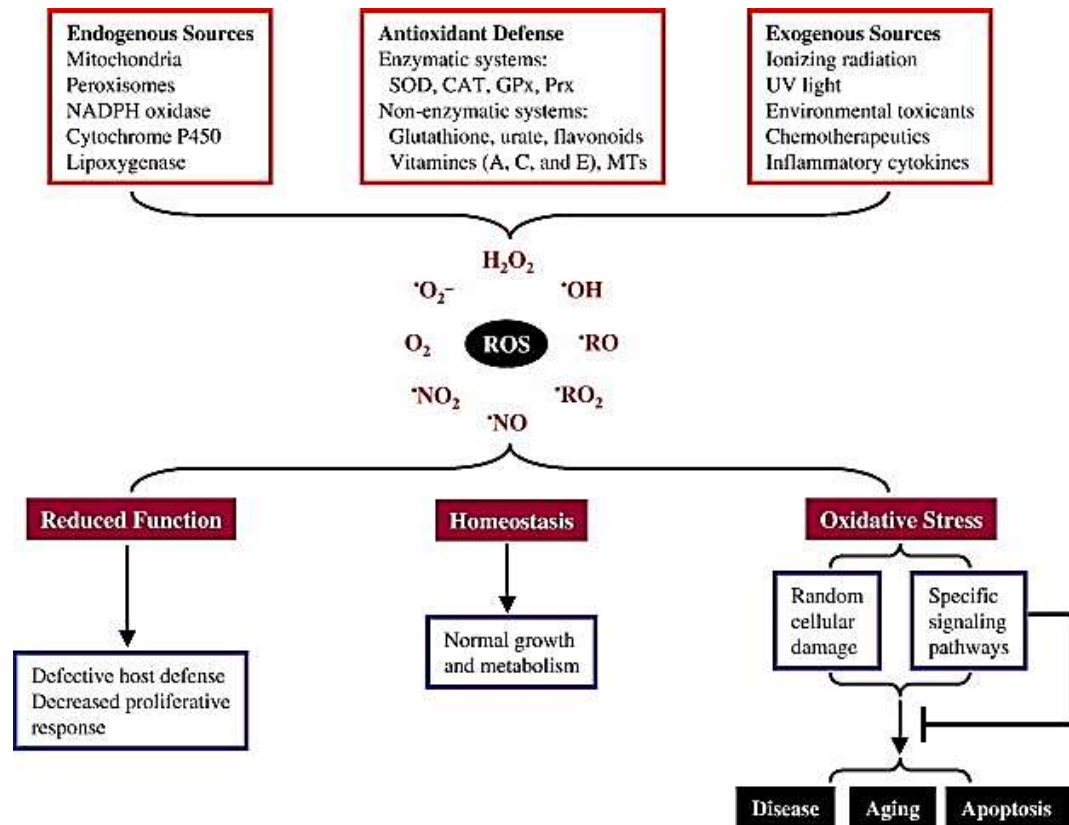 Endogenous Sources
Mitochondria
Peroxisomes
NADPH oxidase
Cytochrome P450
Lipoxygenase
Antioxidant Defense
Enzymatic systems:
SOD, CAT, GPx, Prx
Non-enzymatic systems:
Glutathione, urate, flavonoids
Vitamines (A, C, and E), MTs
Exogenous Sources
Ionizing radiation
UV light
Environmental toxicants
Chemotherapeutics
Inflammatory cytokines
H₂O₂
•O₂⁻
•OH
O₂
ROS
•RO
•NO₂
•RO₂
•NO
Reduced Function
Homeostasis
Oxidative Stress
Defective host defense
Decreased proliferative
response
Normal growth
and metabolism
Random
cellular
damage
Specific
signaling
pathways
Disease
Aging
Apoptosis